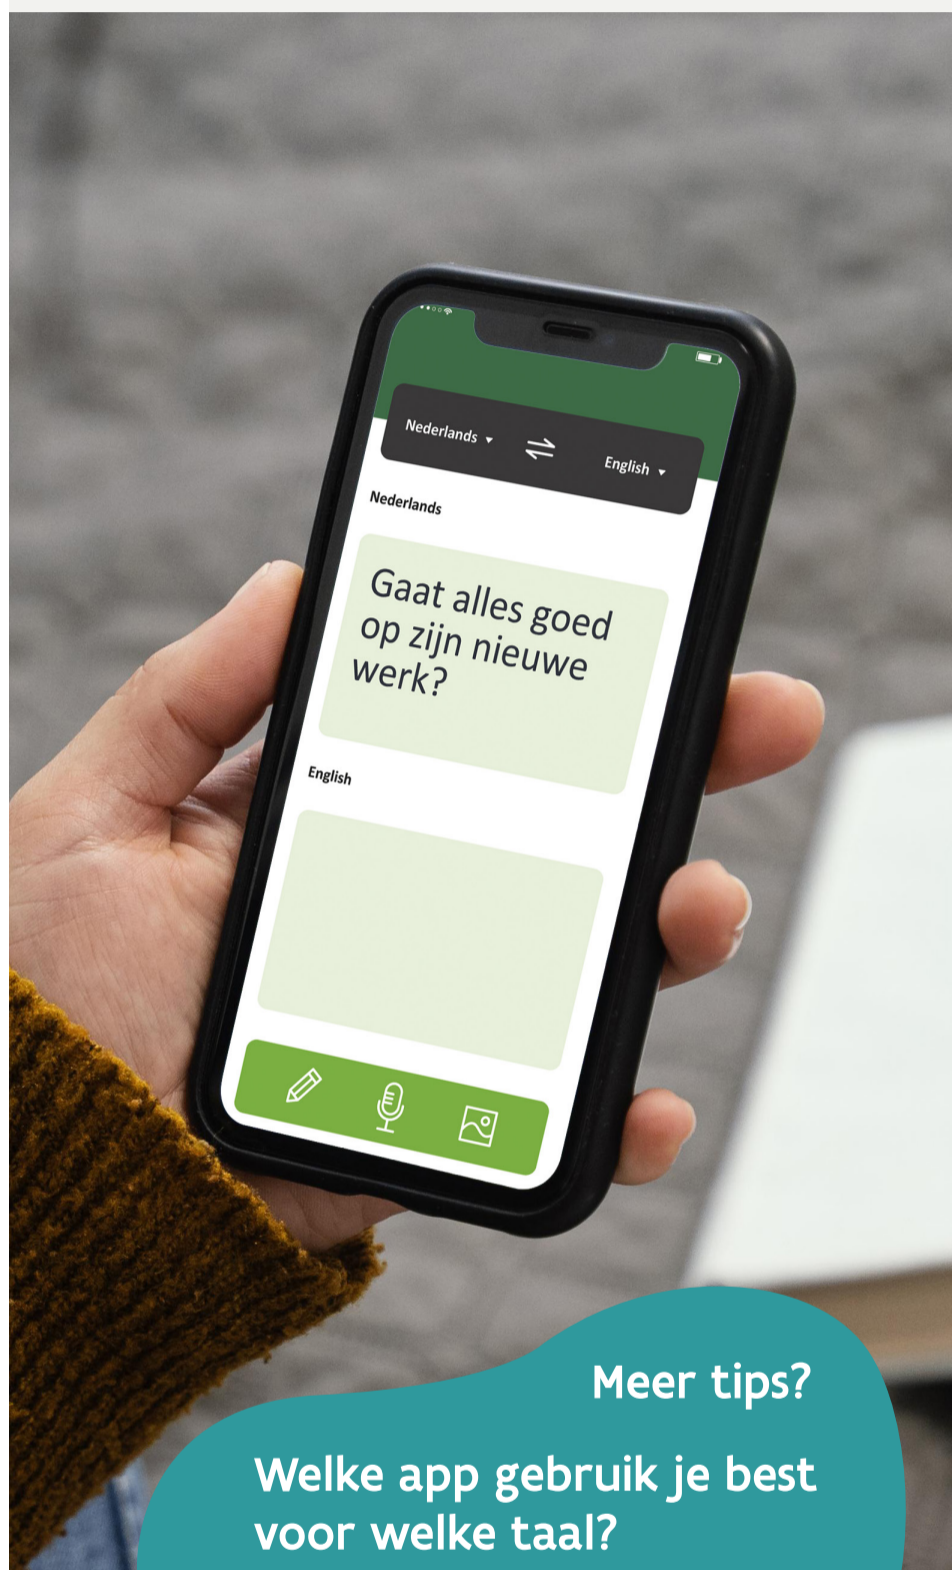 Nederlands
English
Nederlands
Gaat alles goed
op zijn nieuwe
werk?
English
Meer tips?
Welke app gebruik je best
voor welke taal?